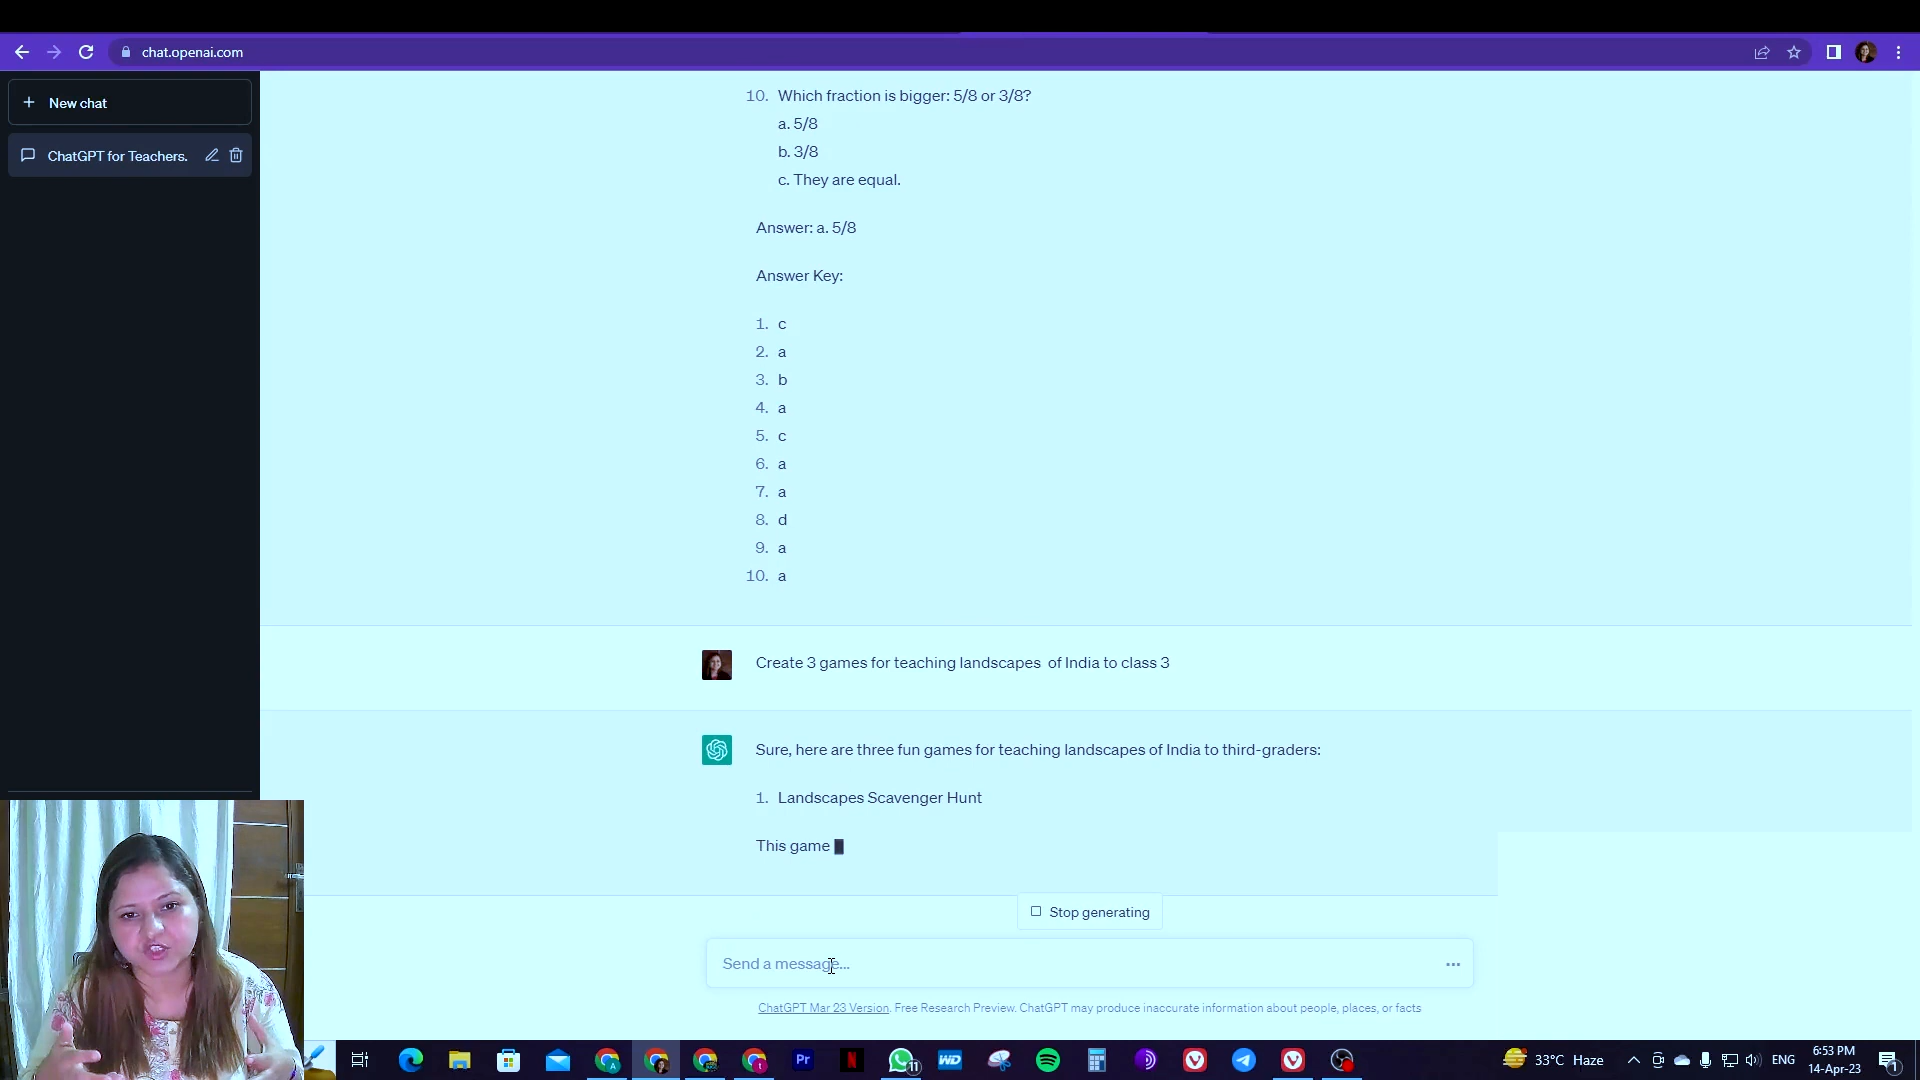 chat.openai.com
New chat
ChatGPT for Teachers.
10. Which fraction is bigger: 5/8 or 3/8?
a. 5/8
b. 3/8
c. They are equal.
Answer: a. 5/8
Answer Key:
1. c
2. a
3. b
4. a
5. c
6. a
7. a
8. d
9. a
10. a
Create 3 games for teaching landscapes  of India to class 3
Sure, here are three fun games for teaching landscapes of India to third-graders:
1. Landscapes Scavenger Hunt
This game
Stop generating
Send a message...
ChatGPT Mar 23 Version. Free Research Preview. ChatGPT may produce inaccurate information about people, places, or facts
Pr
N
11
WD
33°C Haze
ENG
6:53 PM
14-Apr-23
1